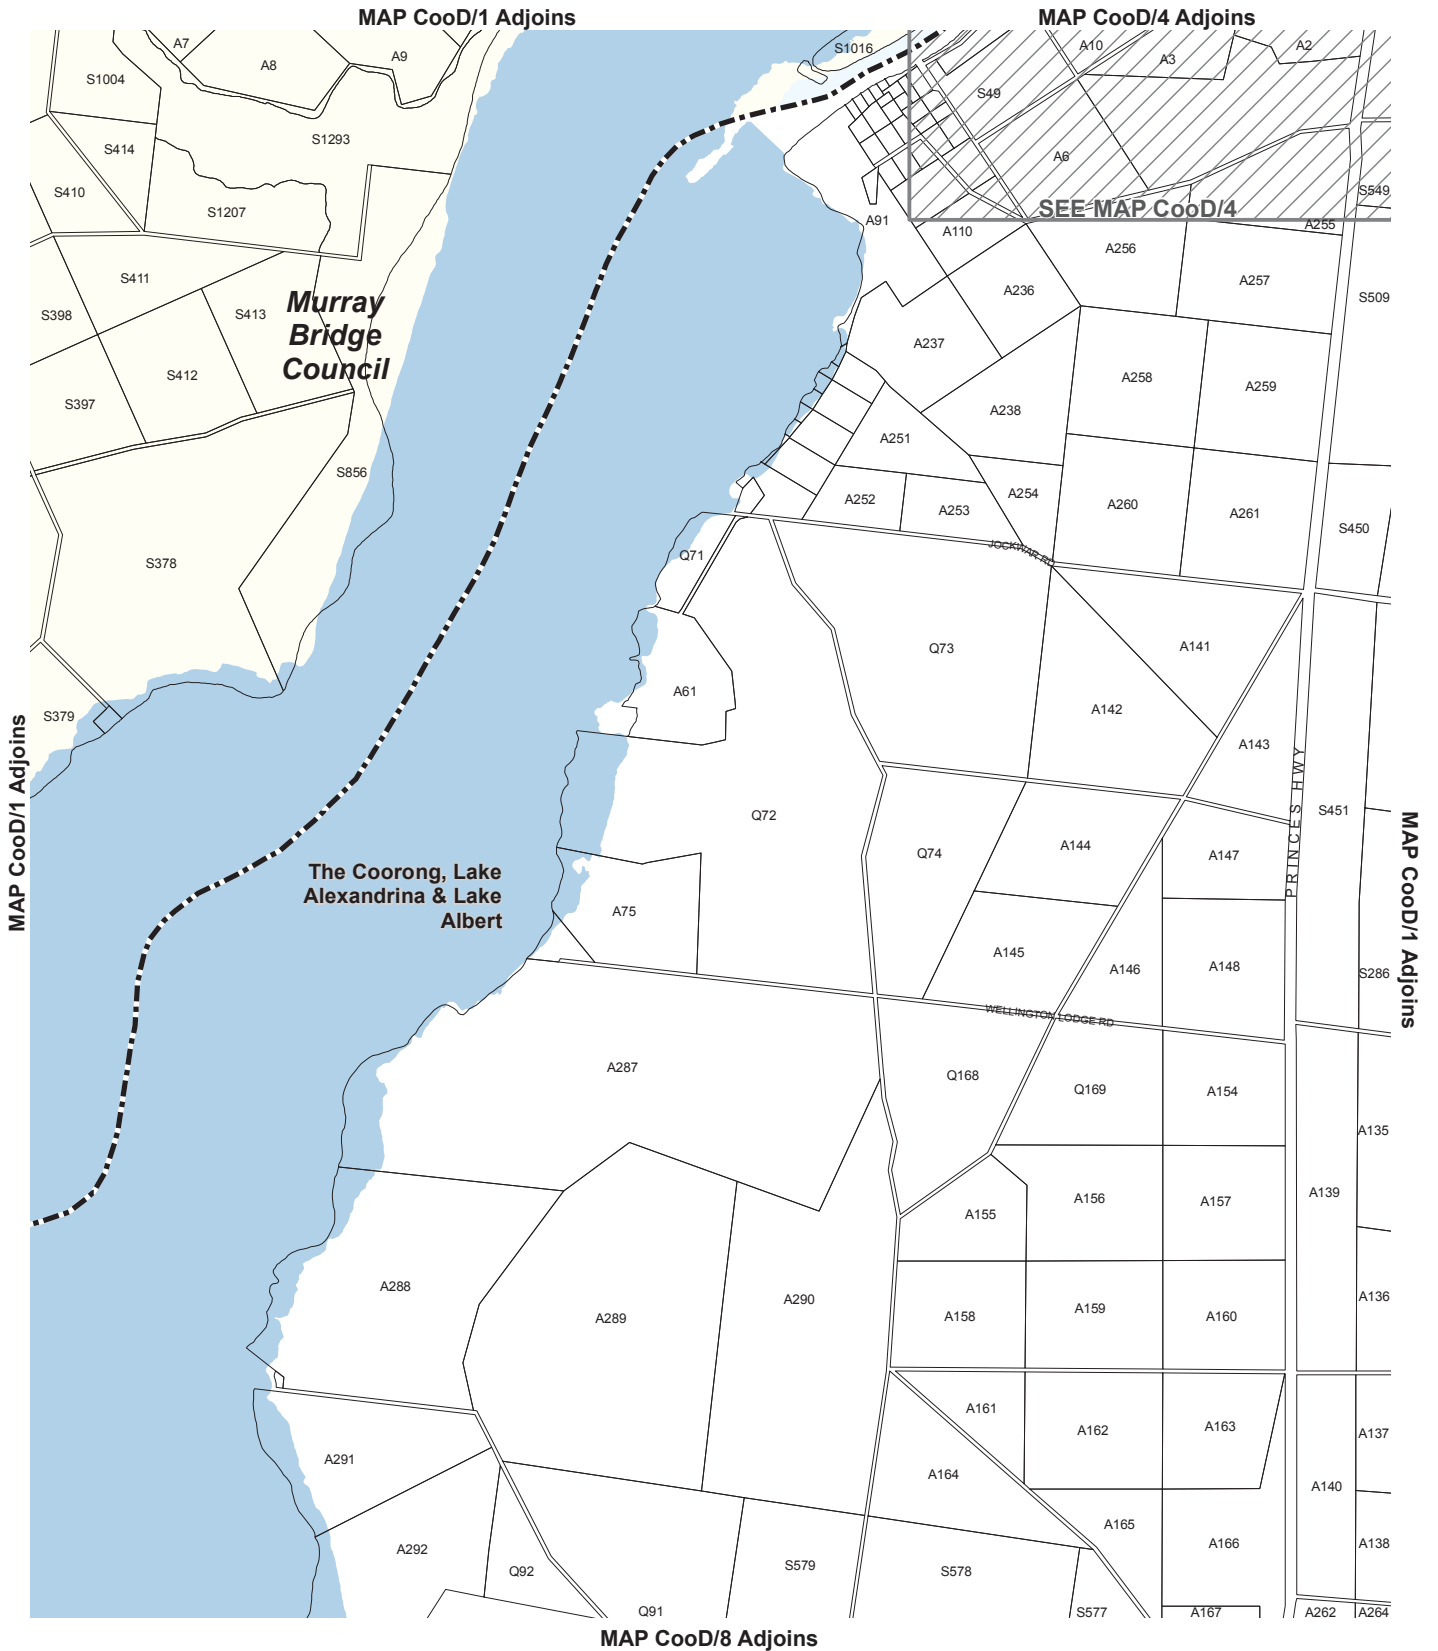 MAP CooD/1 Adjoins
MAP CooD/4 Adjoins
A7
A8
A9
S1016
A10
A3
A2
S1004
S49
S414
S1293
A6
S410
S1207
S549
SEE MAP CooD/4
A91
A110
A255
A256
A257
S411
A236
S509
S398
S413
Murray
Bridge
Council
A237
S412
A258
A259
S397
A238
A251
S856
A252
A253
A254
A260
A261
S450
JOCKWAR RD
Q71
S378
Q73
A141
A61
A142
S379
A143
PRINCES HWY
MAP CooD/1 Adjoins
Q72
S451
MAP CooD/1 Adjoins
Q74
A144
A147
The Coorong, Lake
Alexandrina & Lake
Albert
A75
A145
A146
A148
S286
WELLINGTON LODGE RD
A287
Q168
Q169
A154
A135
A155
A156
A157
A139
A288
A289
A290
A158
A159
A160
A136
A161
A162
A163
A137
A291
A164
A140
A165
A166
A138
A292
Q92
S579
S578
Q91
S577
A167
A262
A264
MAP CooD/8 Adjoins